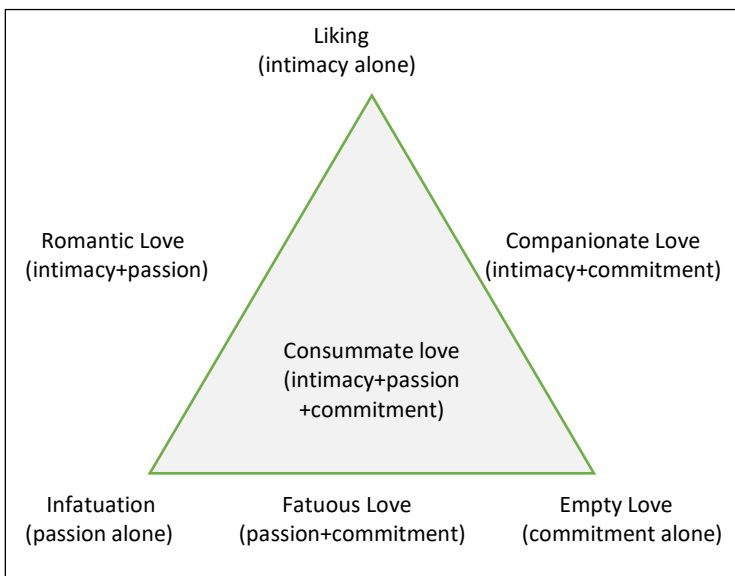 Liking
(intimacy alone)
Romantic Love
(intimacy+passion)
Companionate Love
(intimacy+commitment)
Consummate love
(intimacy+passion
+commitment)
Infatuation
(passion alone)
Fatuous Love
(passion+commitment)
Empty Love
(commitment alone)